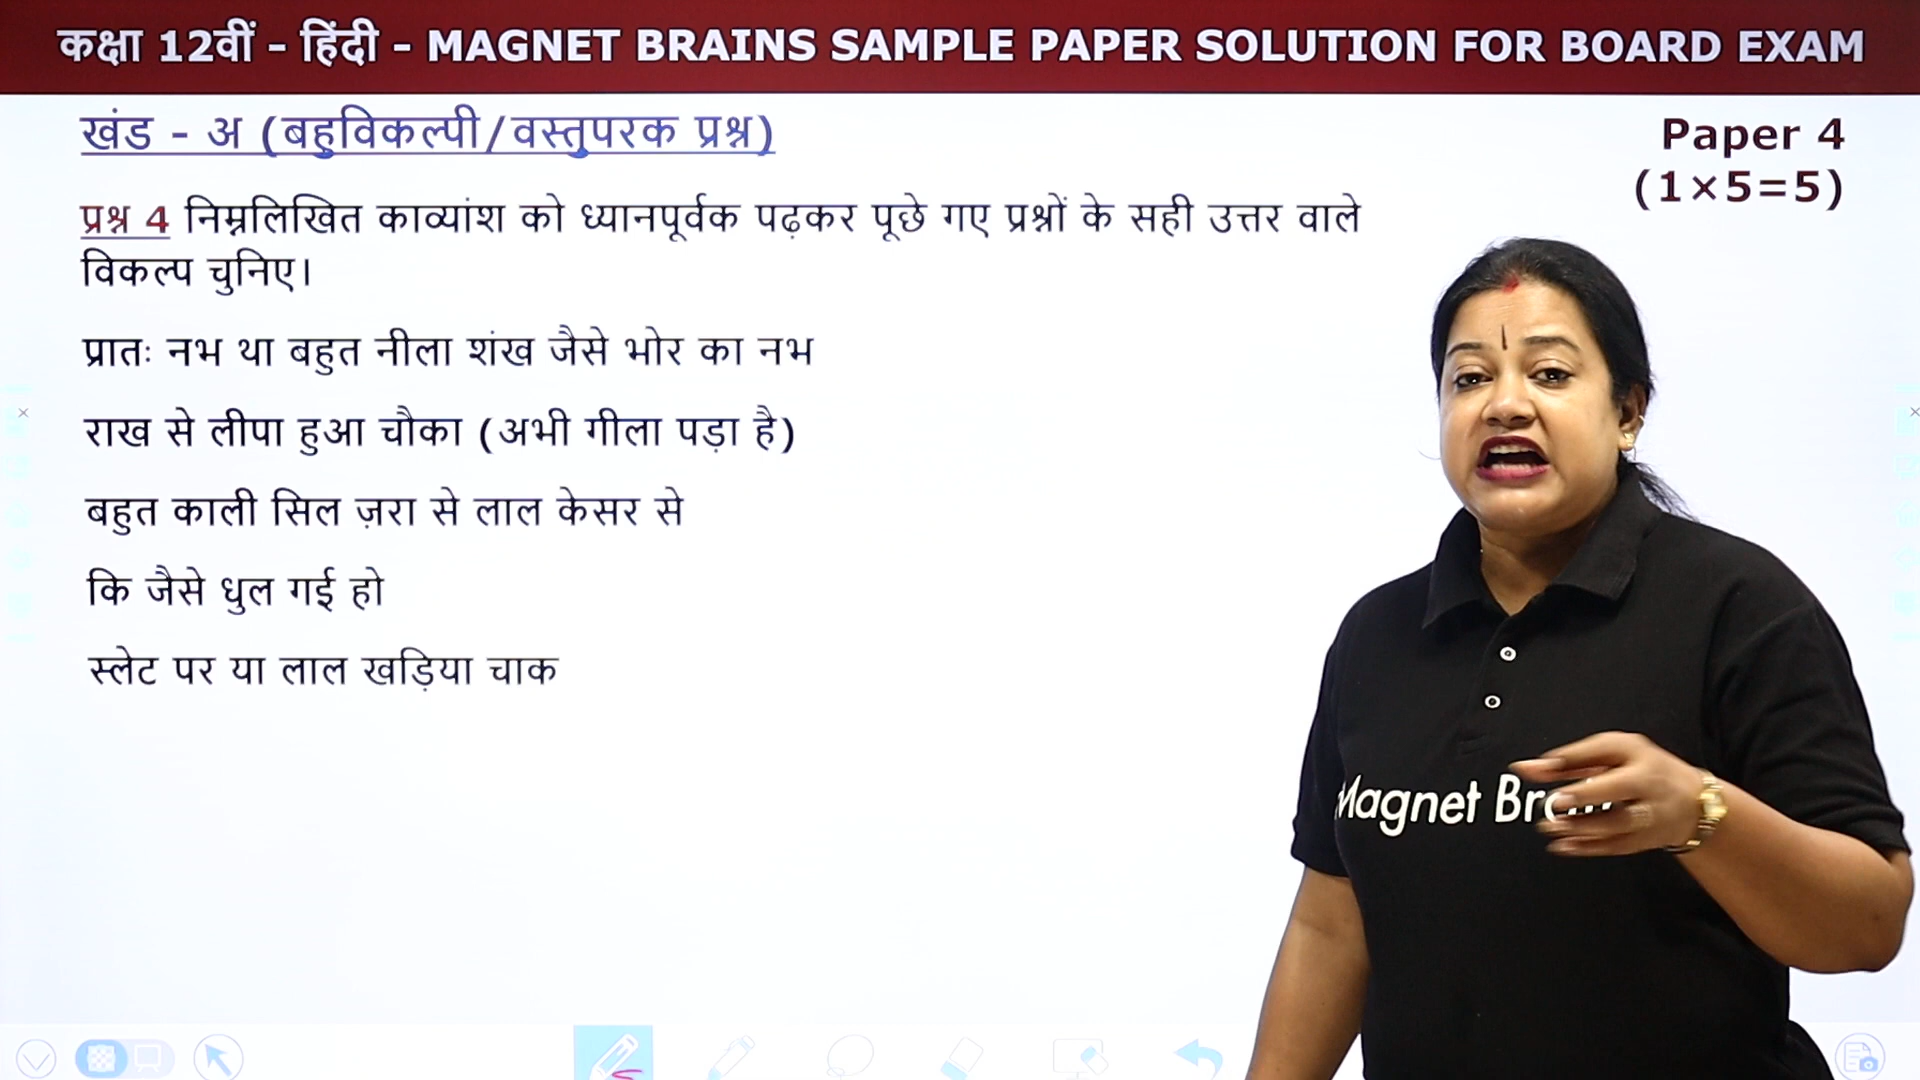 कक्षा 12वीं - हिंदी - MAGNET BRAINS SAMPLE PAPER SOLUTION FOR BOARD EXAM
खंड - अ (बहुविकल्पी/वस्तुपरक प्रश्न)
Paper 4
(1×5=5)
प्रश्न 4 निम्नलिखित काव्यांश को ध्यानपूर्वक पढ़कर पूछे गए प्रश्नों के सही उत्तर वाले
विकल्प चुनिए।
प्रातः नभ था बहुत नीला शंख जैसे भोर का नभ
राख से लीपा हुआ चौका (अभी गीला पड़ा है)
बहुत काली सिल ज़रा से लाल केसर से
कि जैसे धुल गई हो
स्लेट पर या लाल खड़िया चाक
Magnet